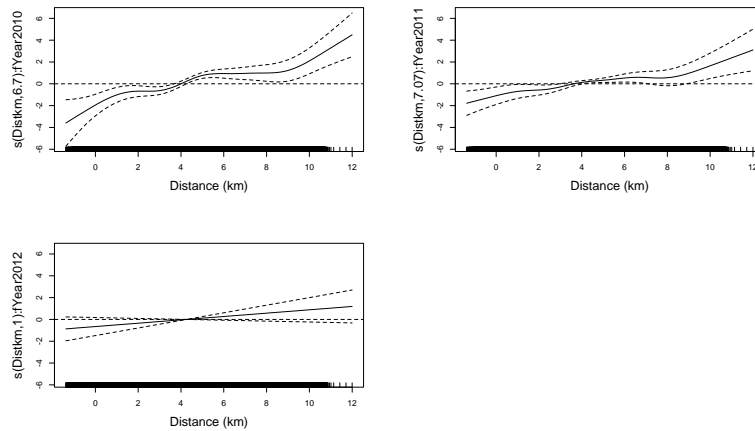 s(Distkm,6.7):fYear2010
6
4
2
0
-2
-4
-6
0 2 4 6 8 10 12
Distance (km)
s(Distkm,7.07):fYear2011
6
4
2
0
-2
-4
-6
0 2 4 6 8 10 12
Distance (km)
s(Distkm,1):fYear2012
6
4
2
0
-2
-4
-6
0 2 4 6 8 10 12
Distance (km)